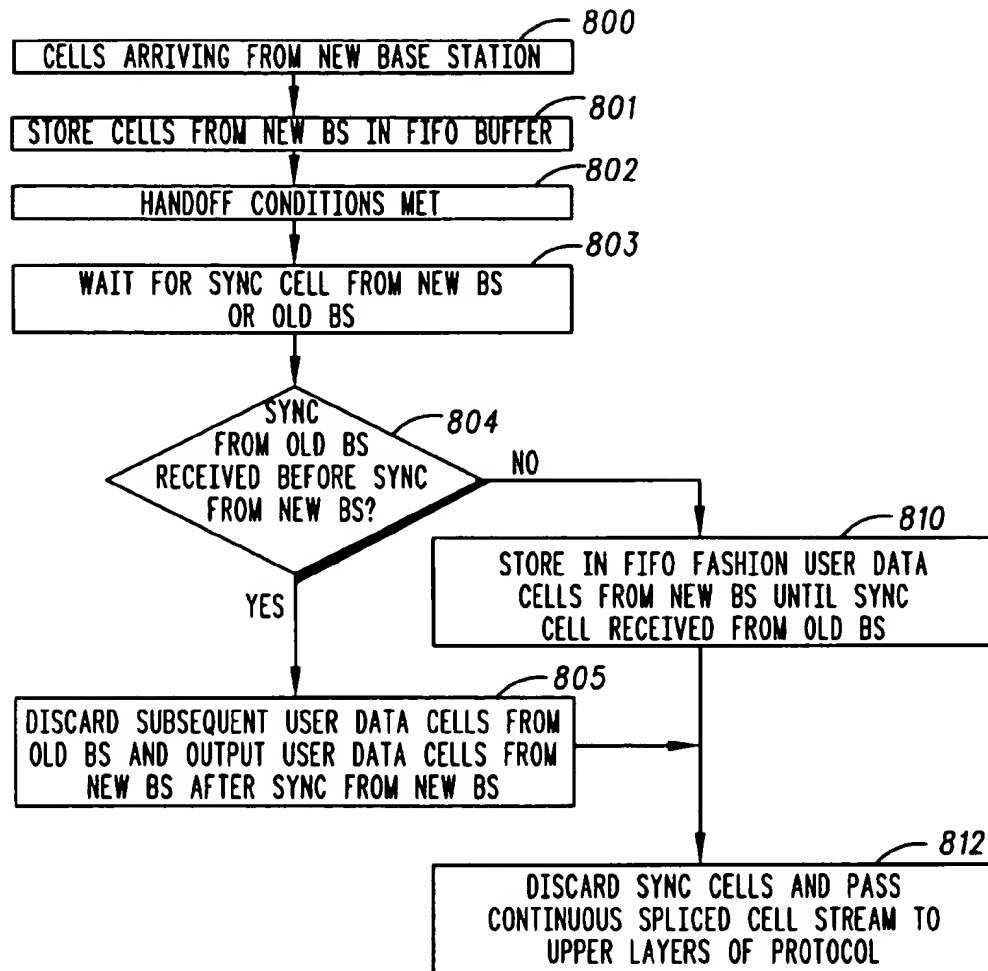 800
CELLS ARRIVING FROM NEW BASE STATION
801
STORE CELLS FROM NEW BS IN FIFO BUFFER
802
HANDOFF CONDITIONS MET
803
WAIT FOR SYNC CELL FROM NEW BS
OR OLD BS
804
SYNC
FROM OLD BS
RECEIVED BEFORE SYNC
FROM NEW BS?
NO
YES
810
STORE IN FIFO FASHION USER DATA
CELLS FROM NEW BS UNTIL SYNC
CELL RECEIVED FROM OLD BS
805
DISCARD SUBSEQUENT USER DATA CELLS FROM
OLD BS AND OUTPUT USER DATA CELLS FROM
NEW BS AFTER SYNC FROM NEW BS
812
DISCARD SYNC CELLS AND PASS
CONTINUOUS SPLICED CELL STREAM TO
UPPER LAYERS OF PROTOCOL